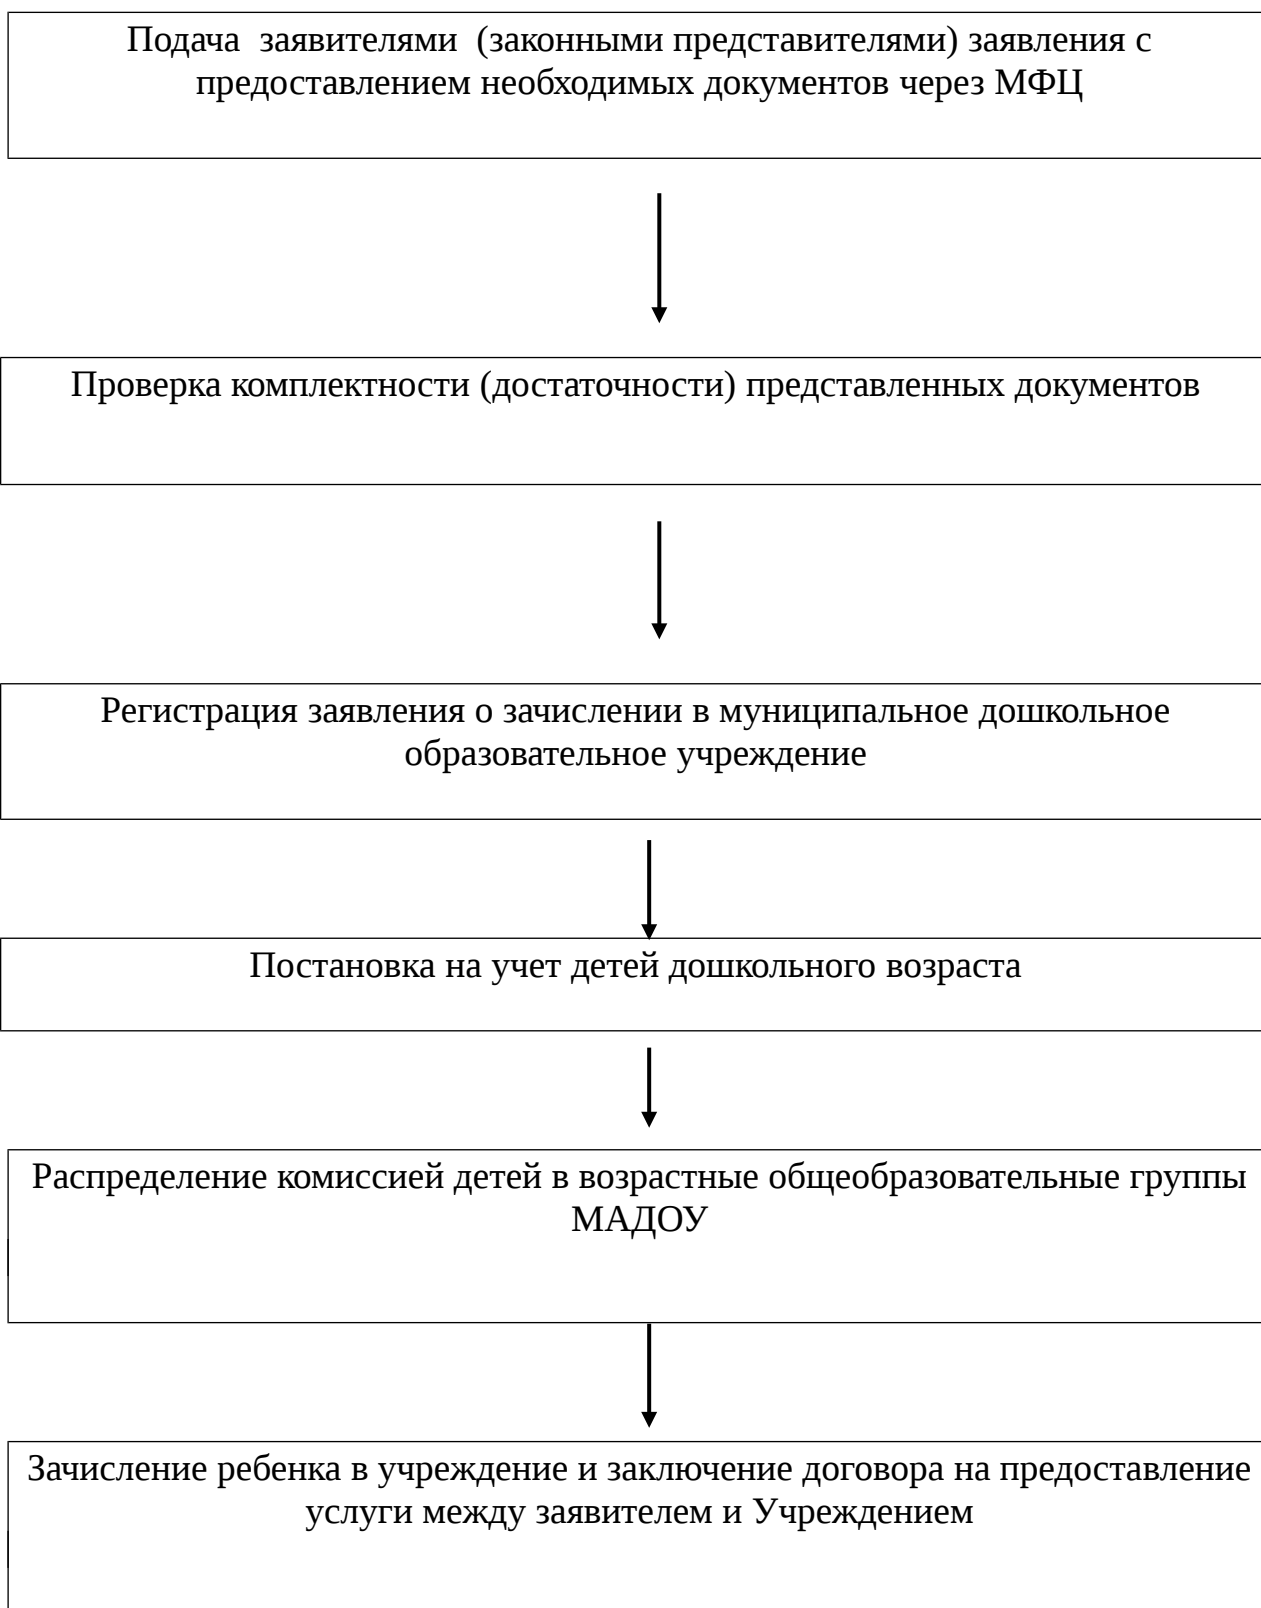 Подача заявителями (законными представителями) заявления с
предоставлением необходимых документов через МФЦ
Проверка комплектности (достаточности) представленных документов
Регистрация заявления о зачислении в муниципальное дошкольное
образовательное учреждение
Постановка на учет детей дошкольного возраста
Распределение комиссией детей в возрастные общеобразовательные группы
МАДОУ
Зачисление ребенка в учреждение и заключение договора на предоставление
услуги между заявителем и Учреждением